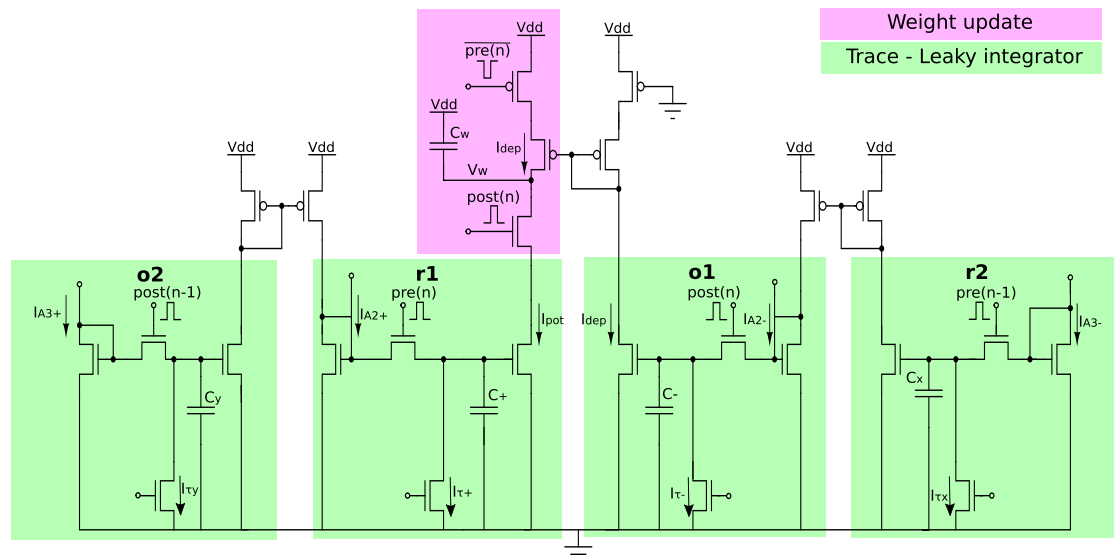 Weight update
Trace - Leaky integrator
Vdd
Vdd
pre(n)
Vdd
Cw
Idep
Vw
post(n)
Vdd
Vdd
Vdd
Vdd
o2
post(n-1)
IA3+
Cy
Iτy
r1
pre(n)
IA2+
Ipot
C+
Iτ+
o1
post(n)
Idep
IA2-
C-
Iτ-
r2
pre(n-1)
IA3-
Cx
Iτx